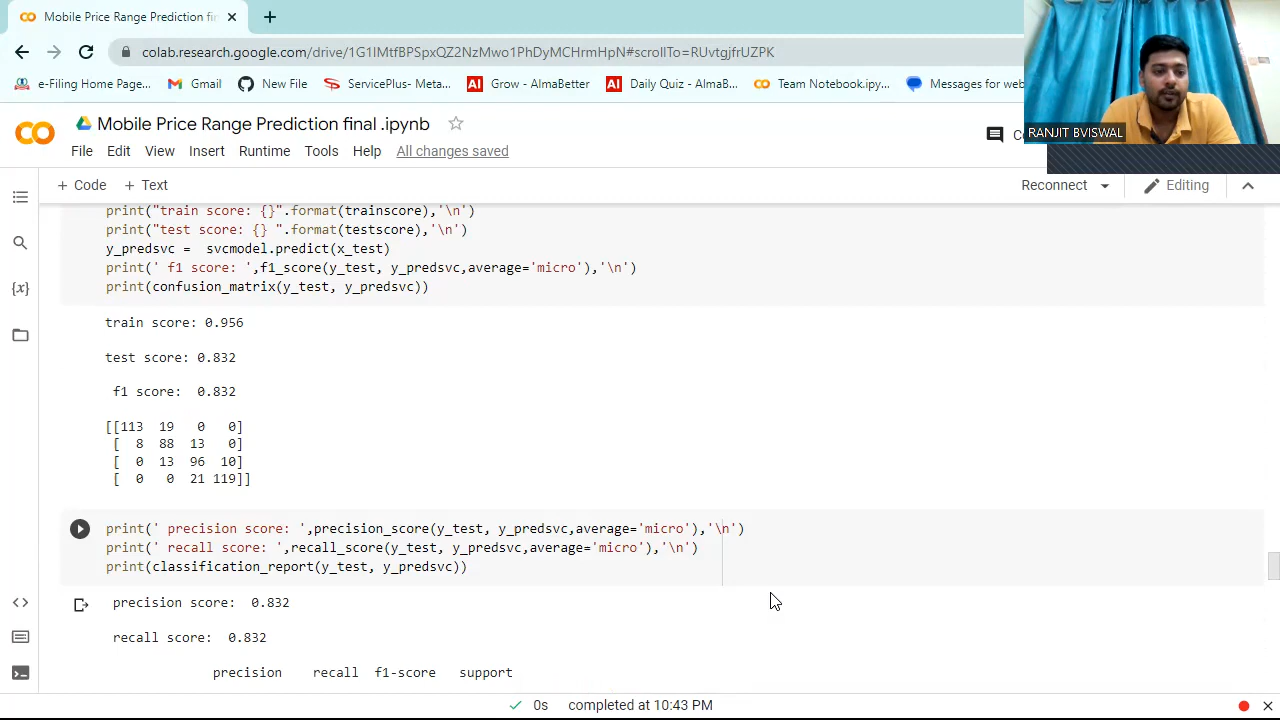 Mobile Price Range Prediction fin
colab.research.google.com/drive/1G1IMtfBPSpxQZ2NzMwo1PhDyMCHrmHpN#scrollTo=RUvtgjfrUZPK
e-Filing Home Page...
Gmail
New File
ServicePlus- Meta...
AI Grow - AlmaBetter
AI Daily Quiz - AlmaB...
Team Notebook.ipy...
Messages for web
RANJIT BVISWAL
Mobile Price Range Prediction final .ipynb
File Edit View Insert Runtime Tools Help All changes saved
+ Code + Text
Reconnect
Editing
print("train score: {}".format(trainscore),'\n')
print("test score: {} ".format(testscore),'\n')
y_predsvc = svcmodel.predict(x_test)
print(' f1 score: ',f1_score(y_test, y_predsvc,average='micro'),'\n')
print(confusion_matrix(y_test, y_predsvc))
train score: 0.956
test score: 0.832
f1 score: 0.832
[[113 19 0 0]
[ 8 88 13 0]
[ 0 13 96 10]
[ 0 0 21 119]]
print(' precision score: ',precision_score(y_test, y_predsvc,average='micro'),'\n')
print(' recall score: ',recall_score(y_test, y_predsvc,average='micro'),'\n')
print(classification_report(y_test, y_predsvc))
precision score: 0.832
recall score: 0.832
precision recall f1-score support
0s completed at 10:43 PM